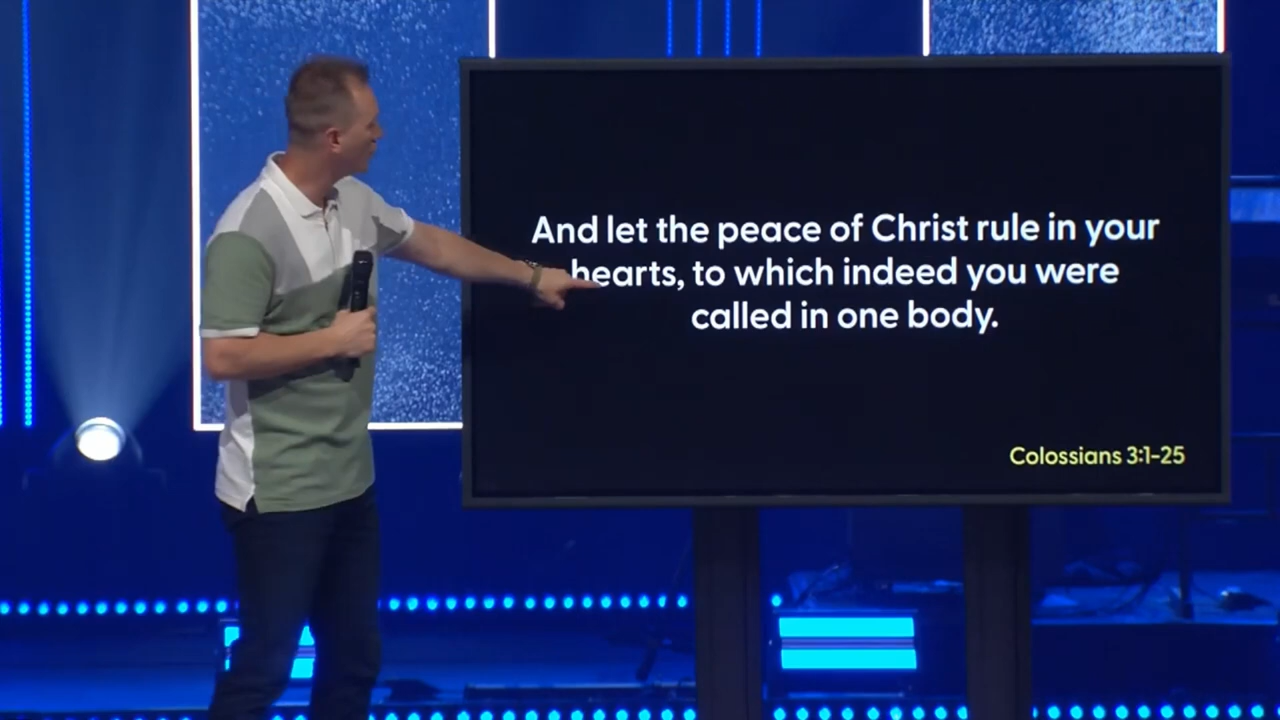 And let the peace of Christ rule in your
hearts, to which indeed you were
called in one body.
Colossians 3:1-25